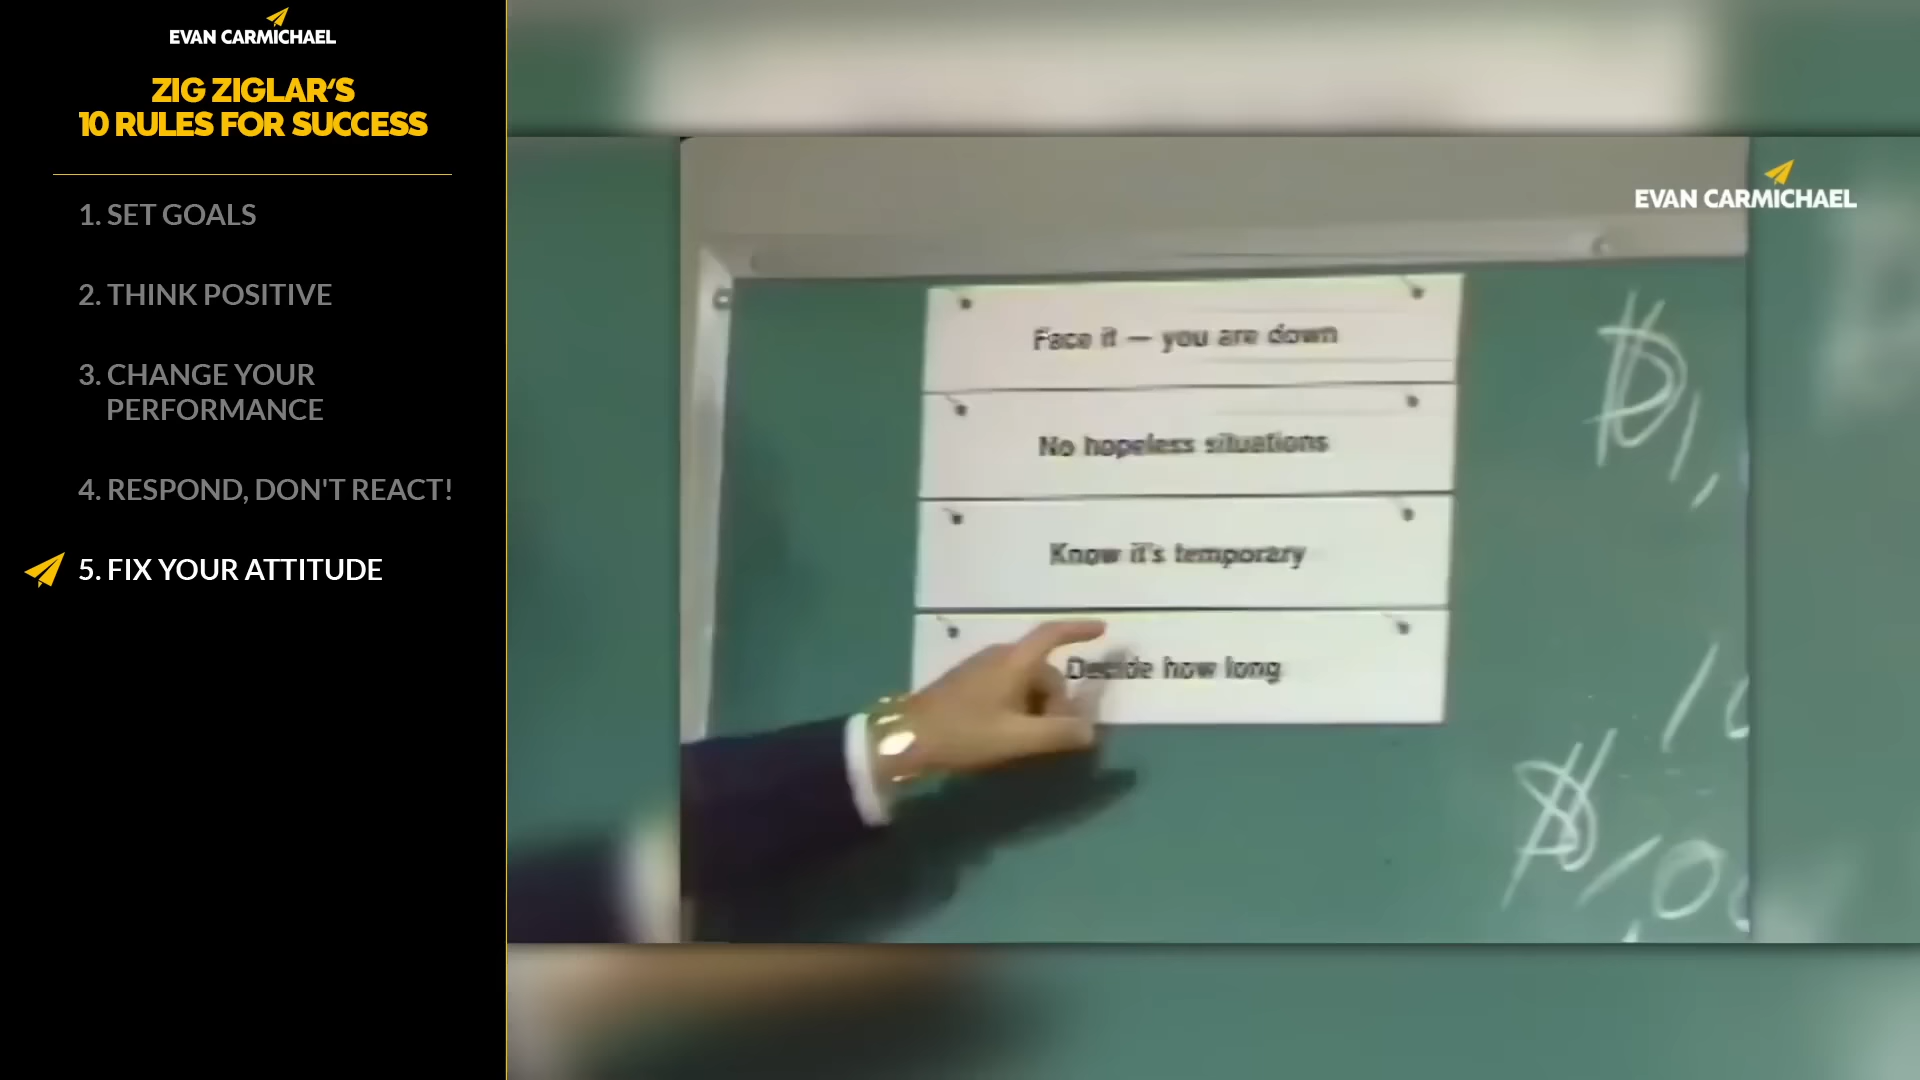 EVAN CARMICHAEL
ZIG ZIGLAR'S
10 RULES FOR SUCCESS
1. SET GOALS
2. THINK POSITIVE
3. CHANGE YOUR
PERFORMANCE
4. RESPOND, DON'T REACT!
5. FIX YOUR ATTITUDE
EVAN CARMICHAEL
Face it — you are down
No hopeless situations
Know it's temporary
Decide how long